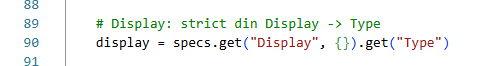 88
89 # Display: strict din Display -> Type
90 display = specs.get("Display", {}).get("Type")
91